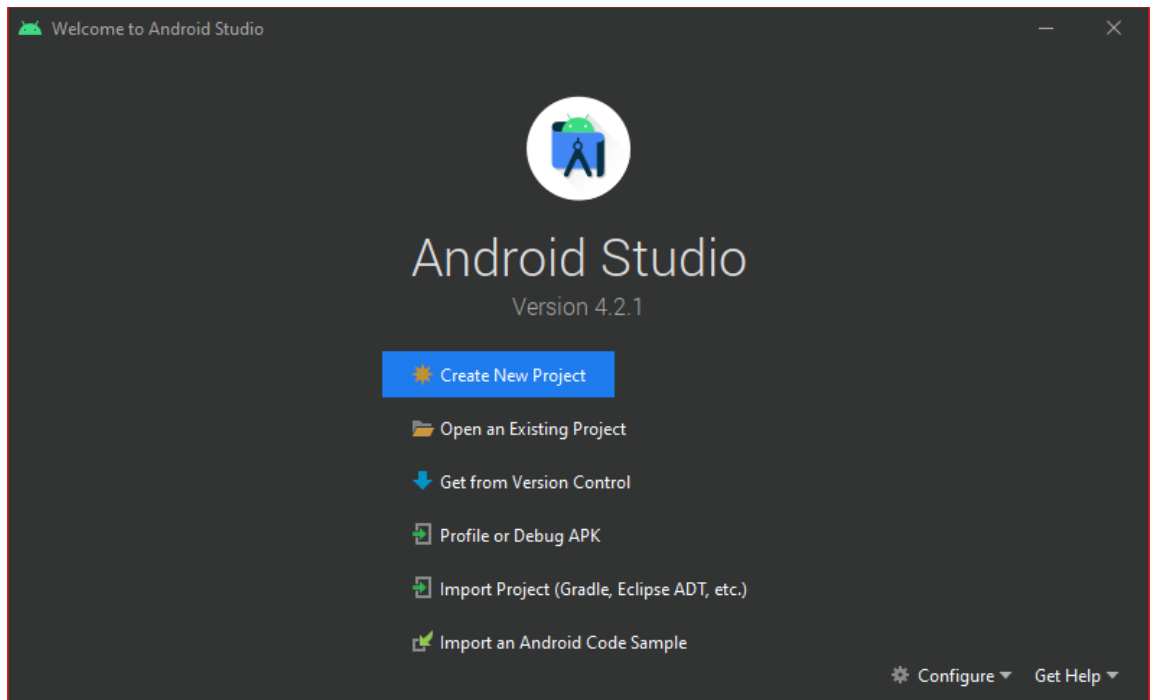 Welcome to Android Studio
Android Studio
Version 4.2.1
Create New Project
Open an Existing Project
Get from Version Control
Profile or Debug APK
Import Project (Gradle, Eclipse ADT, etc.)
Import an Android Code Sample
Configure Get Help